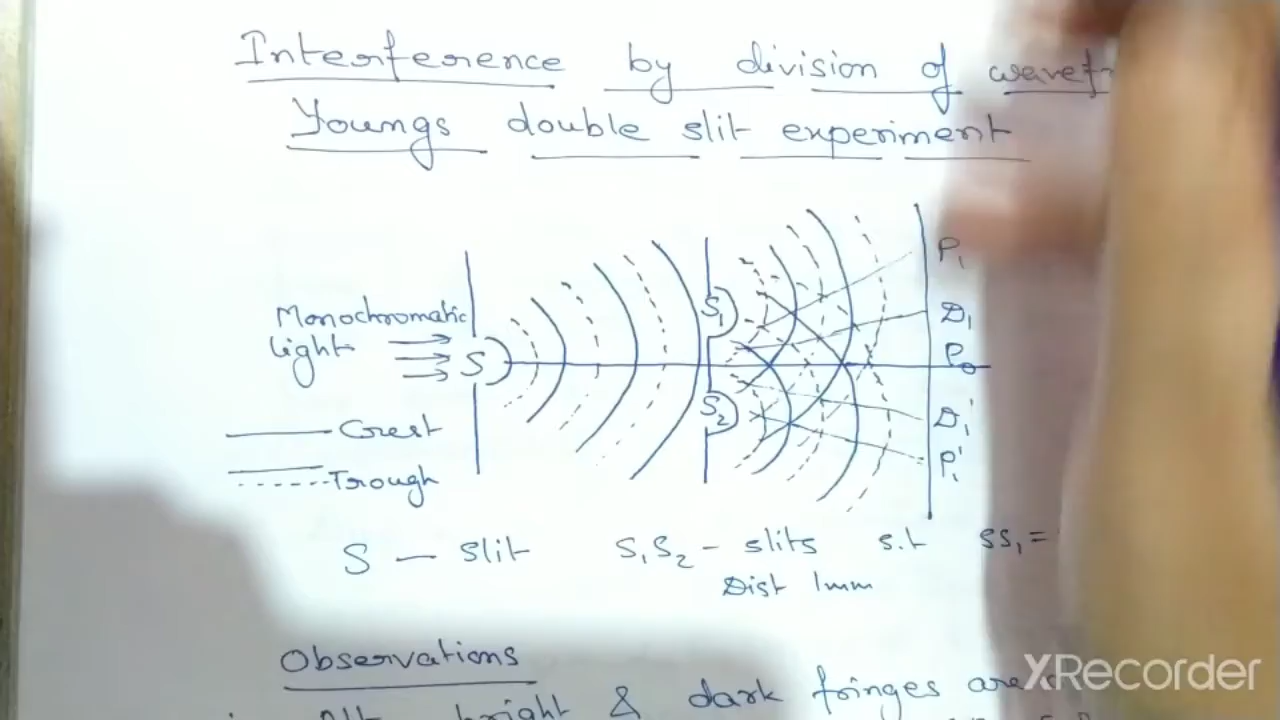 Interference by division of
Youngs double slit experiment
P₁
S₁
D₁
Monochromatic
light
S
P₀
S₂
D₁'
Crest
P₁'
Trough
S — slit S₁S₂ - slits s.t SS₁ =
Dist 1mm
Observations
bright & dark fringes are
XRecorder